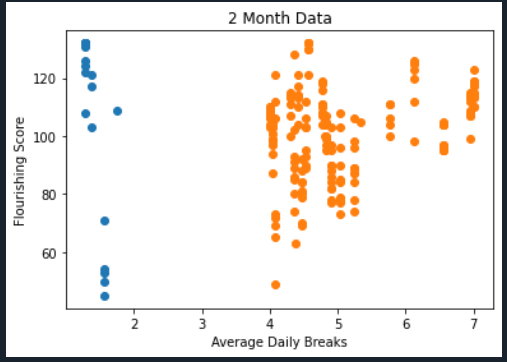 2 Month Data
Flourishing Score
120
100
80
60
2 3 4 5 6 7
Average Daily Breaks